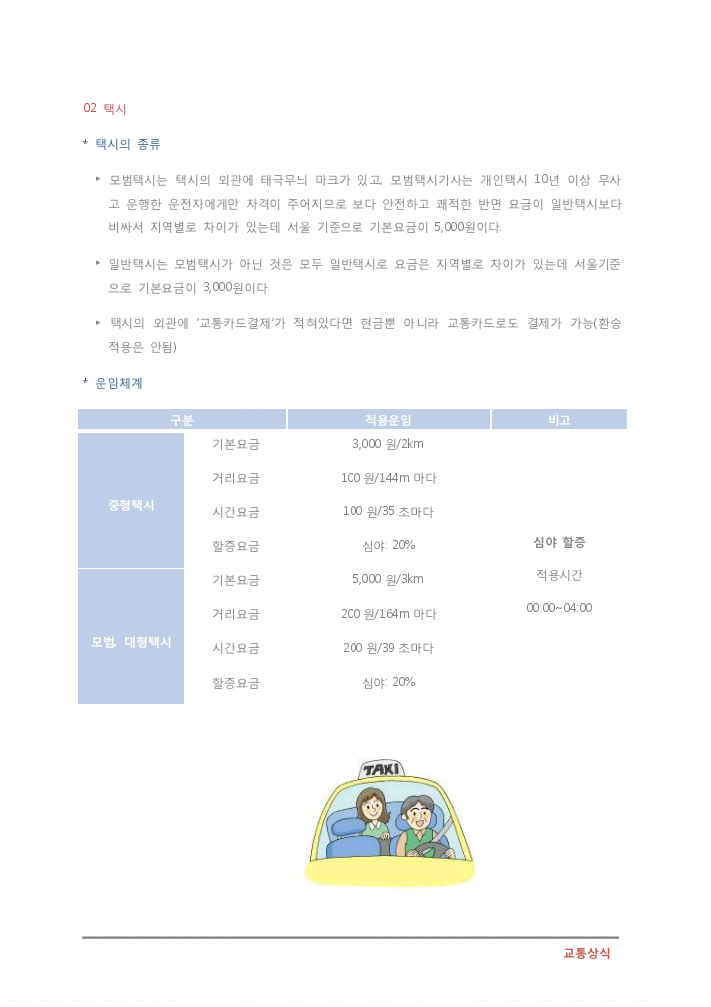 02 택시
* 택시의 종류
▸ 모범택시는 택시의 외관에 태극무늬 마크가 있고, 모범택시기사는 개인택시 10년 이상 무사
고 운행한 운전자에게만 자격이 주어지므로 보다 안전하고 쾌적한 반면 요금이 일반택시보다
비싸서 지역별로 차이가 있는데 서울 기준으로 기본요금이 5,000원이다.
▸ 일반택시는 모범택시가 아닌 것은 모두 일반택시로 요금은 지역별로 차이가 있는데 서울기준
으로 기본요금이 3,000원이다.
▸ 택시의 외관에 '교통카드결제'가 적혀있다면 현금뿐 아니라 교통카드로도 결제가 가능(환승
적용은 안됨)
* 운임체계
구분 적용운임 비고
중형택시
기본요금 3,000 원/2km
거리요금 100 원/144m 마다
시간요금 100 원/35 초마다
할증요금 심야: 20%
모범, 대형택시
기본요금 5,000 원/3km
거리요금 200 원/164m 마다
시간요금 200 원/39 초마다
할증요금 심야: 20%
심야 할증
적용시간
00:00~04:00
TAXI
교통상식